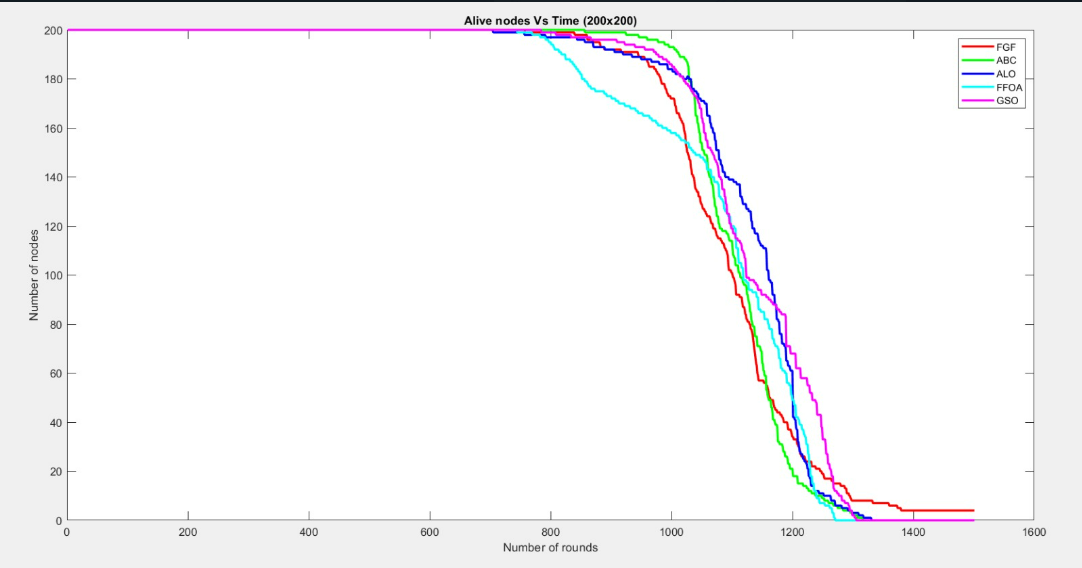 Alive nodes Vs Time (200x200)
200
180
160
140
120
100
80
60
40
20
0
Number of nodes
FGF
ABC
ALO
FFOA
GSO
0 200 400 600 800 1000 1200 1400 1600
Number of rounds